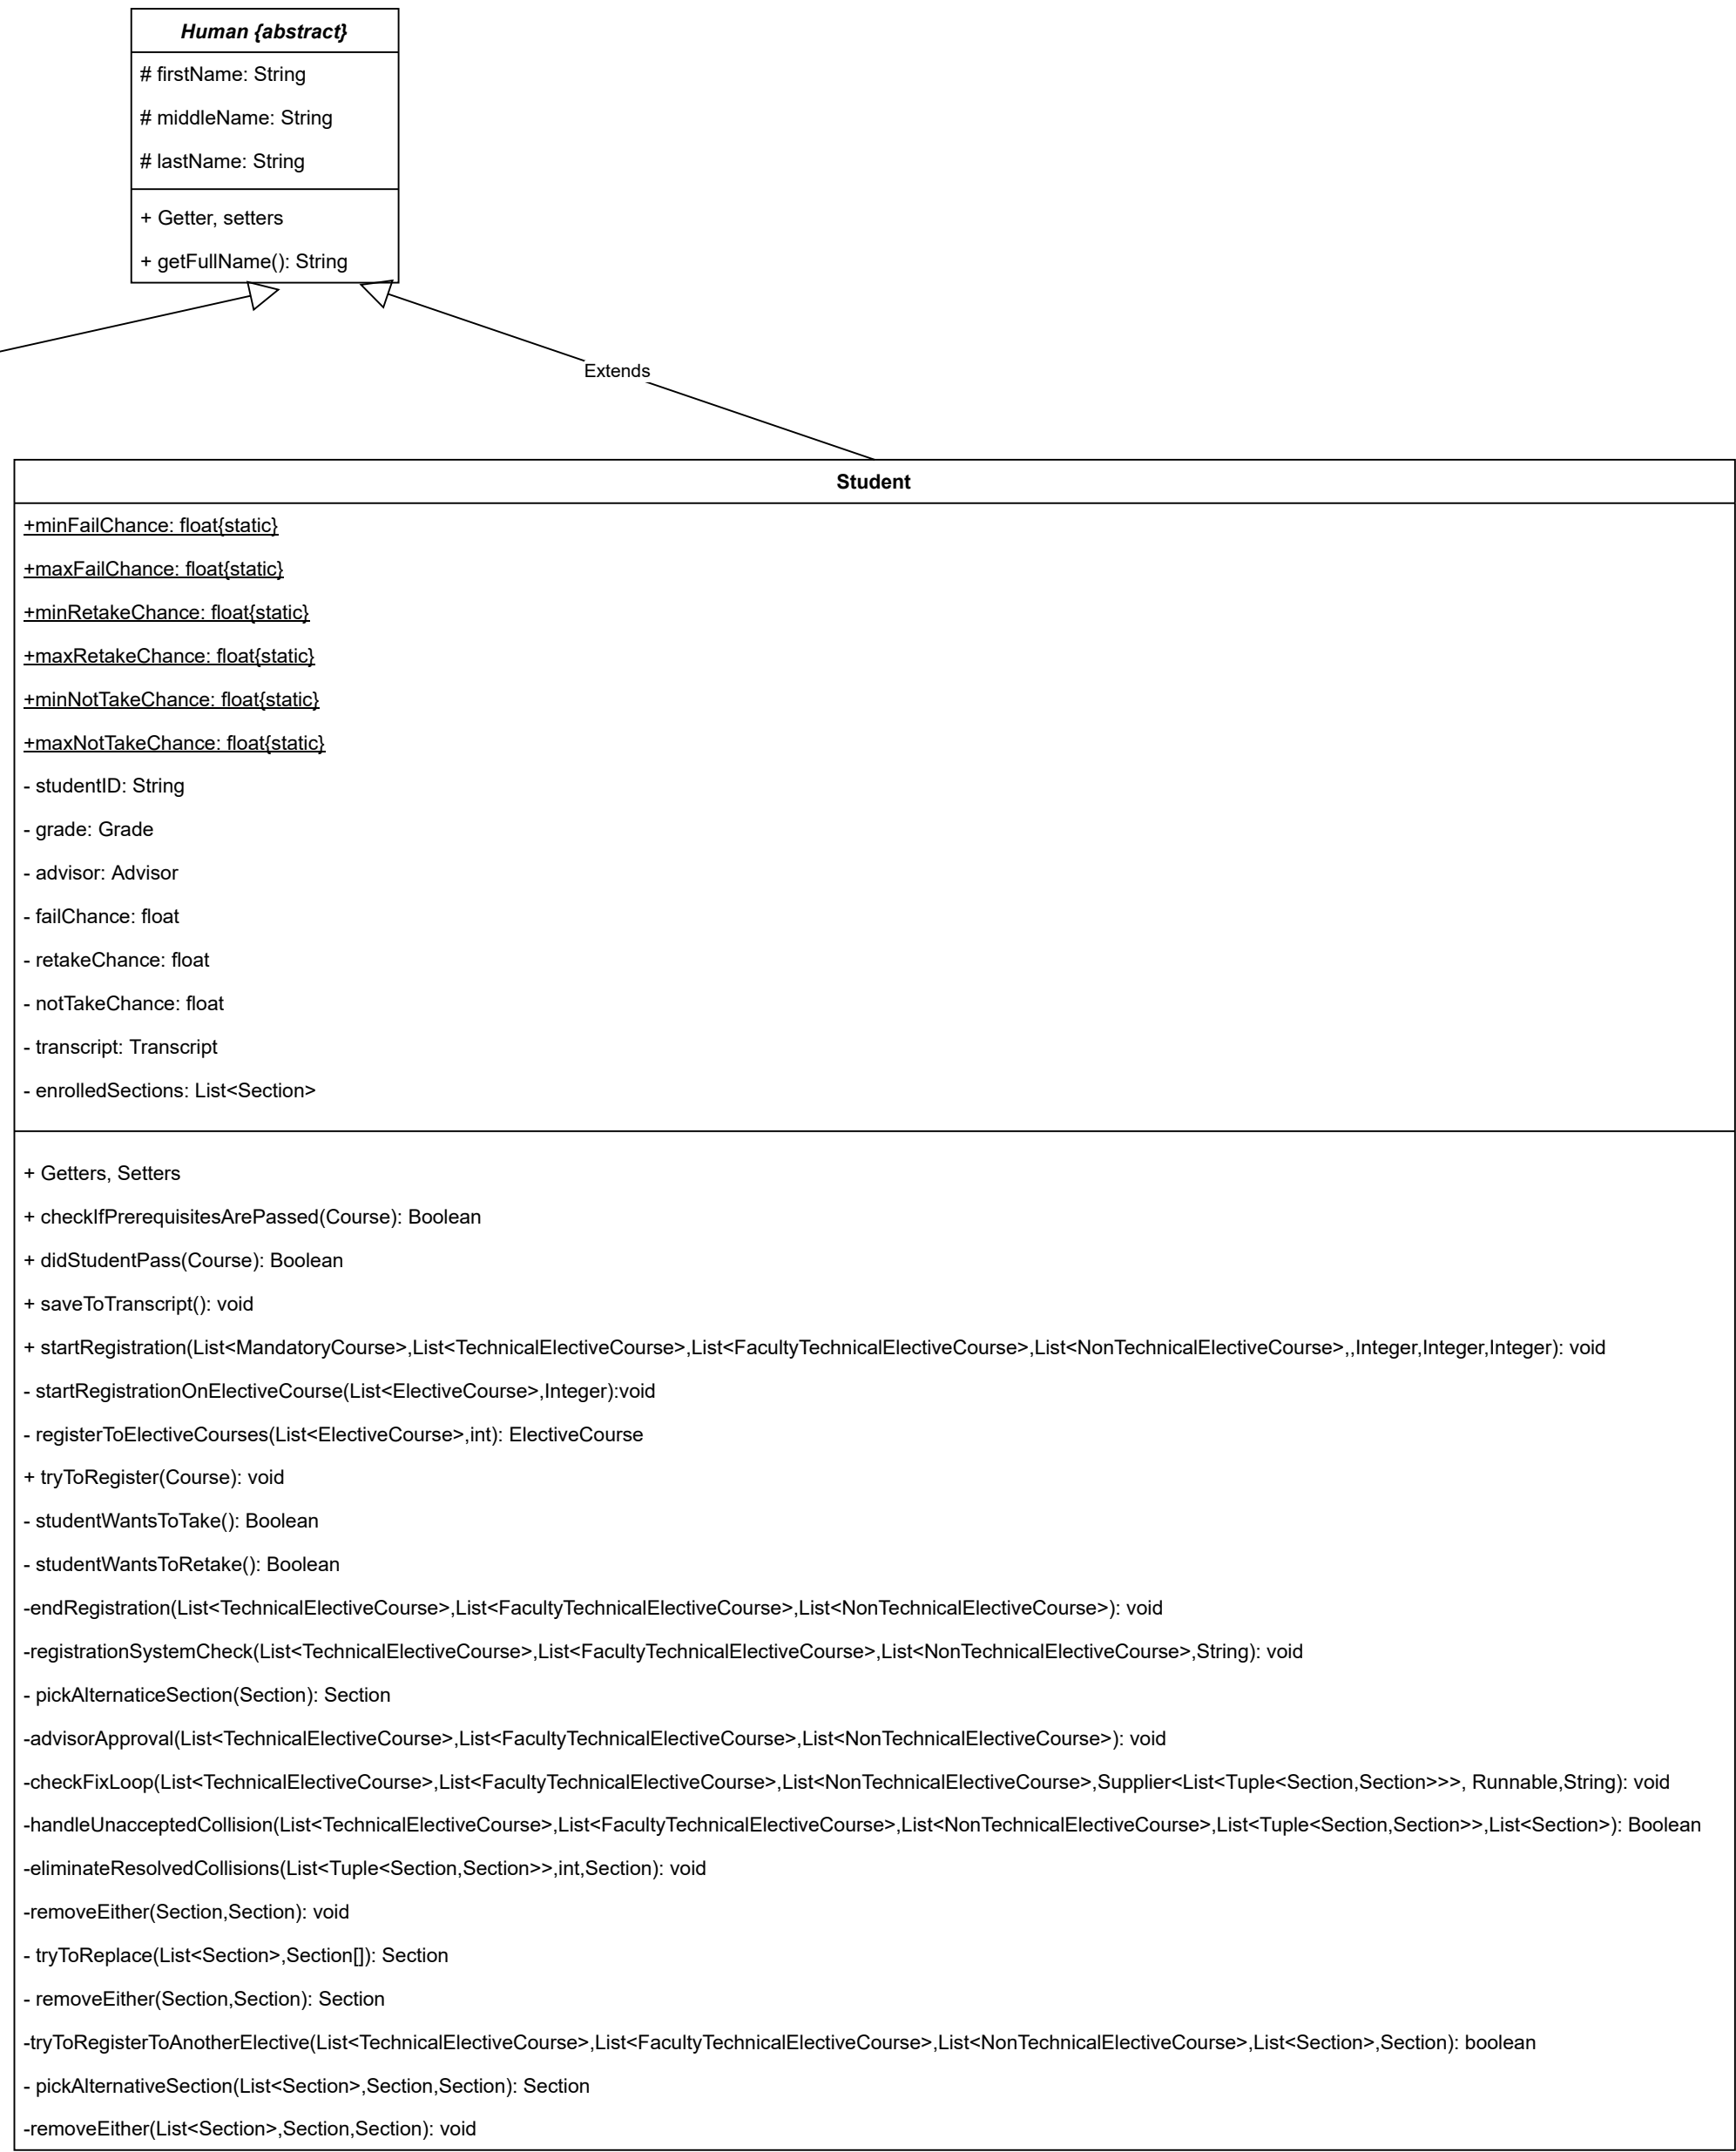 Human {abstract}
# firstName: String
# middleName: String
# lastName: String
+ Getter, setters
+ getFullName(): String
Extends
Student
+minFailChance: float{static}
+maxFailChance: float{static}
+minRetakeChance: float{static}
+maxRetakeChance: float{static}
+minNotTakeChance: float{static}
+maxNotTakeChance: float{static}
- studentID: String
- grade: Grade
- advisor: Advisor
- failChance: float
- retakeChance: float
- notTakeChance: float
- transcript: Transcript
- enrolledSections: List<Section>
+ Getters, Setters
+ checkIfPrerequisitesArePassed(Course): Boolean
+ didStudentPass(Course): Boolean
+ saveToTranscript(): void
+ startRegistration(List<MandatoryCourse>,List<TechnicalElectiveCourse>,List<FacultyTechnicalElectiveCourse>,List<NonTechnicalElectiveCourse>,,Integer,Integer,Integer): void
- startRegistrationOnElectiveCourse(List<ElectiveCourse>,Integer):void
- registerToElectiveCourses(List<ElectiveCourse>,int): ElectiveCourse
+ tryToRegister(Course): void
- studentWantsToTake(): Boolean
- studentWantsToRetake(): Boolean
-endRegistration(List<TechnicalElectiveCourse>,List<FacultyTechnicalElectiveCourse>,List<NonTechnicalElectiveCourse>): void
-registrationSystemCheck(List<TechnicalElectiveCourse>,List<FacultyTechnicalElectiveCourse>,List<NonTechnicalElectiveCourse>,String): void
- pickAlternaticeSection(Section): Section
-advisorApproval(List<TechnicalElectiveCourse>,List<FacultyTechnicalElectiveCourse>,List<NonTechnicalElectiveCourse>): void
-checkFixLoop(List<TechnicalElectiveCourse>,List<FacultyTechnicalElectiveCourse>,List<NonTechnicalElectiveCourse>,Supplier<List<Tuple<Section,Section>>>, Runnable,String): void
-handleUnacceptedCollision(List<TechnicalElectiveCourse>,List<FacultyTechnicalElectiveCourse>,List<NonTechnicalElectiveCourse>,List<Tuple<Section,Section>>,List<Section>): Boolean
-eliminateResolvedCollisions(List<Tuple<Section,Section>>,int,Section): void
-removeEither(Section,Section): void
- tryToReplace(List<Section>,Section[]): Section
- removeEither(Section,Section): Section
-tryToRegisterToAnotherElective(List<TechnicalElectiveCourse>,List<FacultyTechnicalElectiveCourse>,List<NonTechnicalElectiveCourse>,List<Section>,Section): boolean
- pickAlternativeSection(List<Section>,Section,Section): Section
-removeEither(List<Section>,Section,Section): void